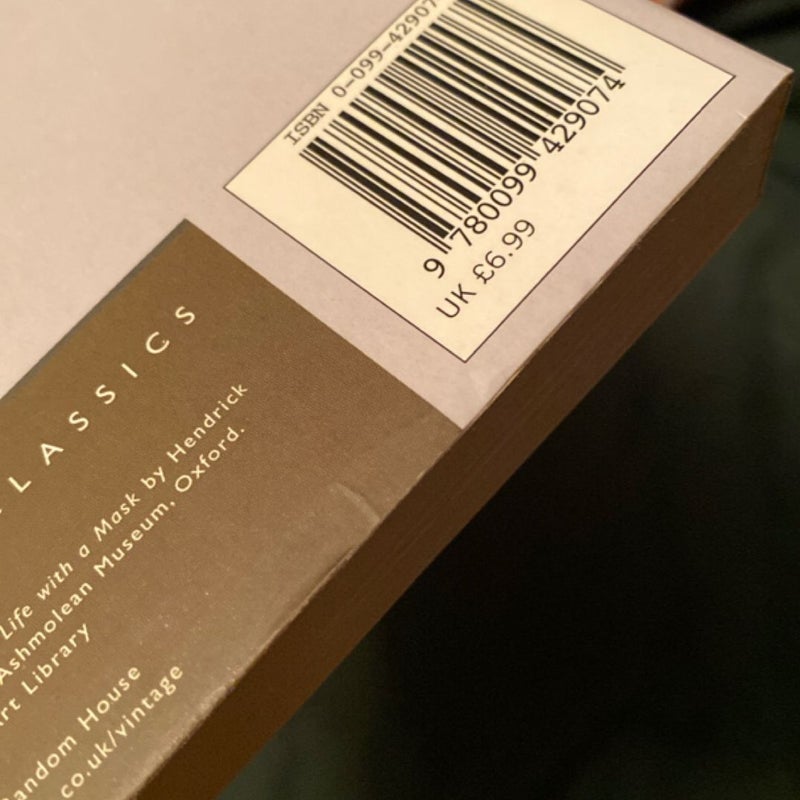 ISBN 0-099-42907
9 780099 429074
UK £6.99
LASSICS
Life with a Mask by Hendrick
Ashmolean Museum, Oxford.
Art Library
andom House
co.uk/vintage